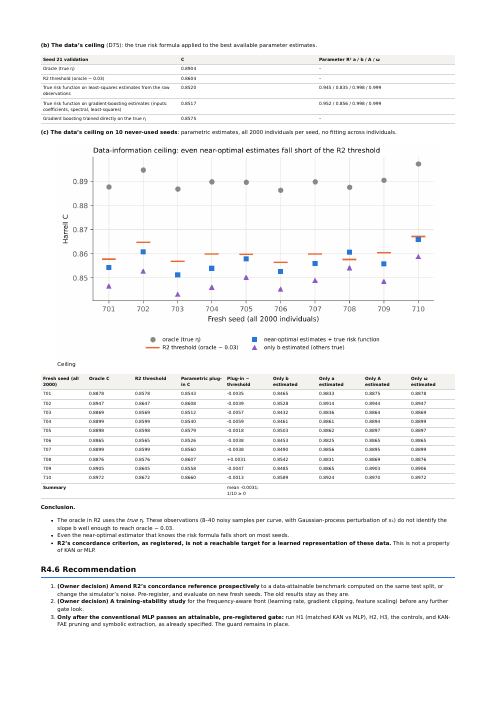 (b) The data's ceiling (D75): the true risk formula applied to the best available parameter estimates.
Seed 21 validation C Parameter R² a / b / A / ω
Oracle (true η) 0.8904 –
R2 threshold (oracle − 0.03) 0.8604 –
True risk function on least-squares estimates from the raw observations 0.8520 0.945 / 0.835 / 0.998 / 0.999
True risk function on gradient-boosting estimates (inputs: coefficients, spectral, least-squares) 0.8517 0.952 / 0.856 / 0.998 / 0.999
Gradient boosting trained directly on the true η 0.8575 –
(c) The data's ceiling on 10 never-used seeds: parametric estimates, all 2000 individuals per seed, no fitting across individuals.
Data-information ceiling: even near-optimal estimates fall short of the R2 threshold
Harrell C
0.89
0.88
0.87
0.86
0.85
701 702 703 704 705 706 707 708 709 710
Fresh seed (all 2000 individuals)
oracle (true η) near-optimal estimates + true risk function
R2 threshold (oracle − 0.03) only b estimated (others true)
Ceiling
Fresh seed (all 2000) Oracle C R2 threshold Parametric plug-in C Plug-in − threshold Only b estimated Only a estimated Only A estimated Only ω estimated
701 0.8878 0.8578 0.8543 -0.0035 0.8465 0.8833 0.8875 0.8878
702 0.8947 0.8647 0.8608 -0.0039 0.8528 0.8914 0.8944 0.8947
703 0.8869 0.8569 0.8512 -0.0057 0.8432 0.8836 0.8864 0.8869
704 0.8899 0.8599 0.8540 -0.0059 0.8461 0.8861 0.8894 0.8899
705 0.8898 0.8598 0.8579 -0.0018 0.8503 0.8862 0.8897 0.8897
706 0.8865 0.8565 0.8526 -0.0038 0.8453 0.8825 0.8865 0.8865
707 0.8899 0.8599 0.8560 -0.0038 0.8490 0.8856 0.8895 0.8899
708 0.8876 0.8576 0.8607 +0.0031 0.8542 0.8831 0.8869 0.8876
709 0.8905 0.8605 0.8558 -0.0047 0.8485 0.8865 0.8903 0.8906
710 0.8972 0.8672 0.8660 -0.0013 0.8589 0.8924 0.8970 0.8972
Summary mean -0.0031; 1/10 ≥ 0
Conclusion.
• The oracle in R2 uses the true η. These observations (8–40 noisy samples per curve, with Gaussian-process perturbation of x₁) do not identify the
slope b well enough to reach oracle − 0.03.
• Even the near-optimal estimator that knows the risk formula falls short on most seeds.
• R2's concordance criterion, as registered, is not a reachable target for a learned representation of these data. This is not a property
of KAN or MLP.
R4.6 Recommendation
1. (Owner decision) Amend R2's concordance reference prospectively to a data-attainable benchmark computed on the same test split, or
change the simulation noise. Pre-register, and evaluate on new fresh seeds. The old results stay as they are.
2. (Owner decision) A training-stability study for the frequency-aware front (learning rate, gradient clipping, feature scaling) before any further
gate look.
3. Only after the conventional MLP passes an attainable, pre-registered gate: run H1 (matched KAN vs MLP), H2, H3, the controls, and KAN-
FAE pruning and symbolic extraction, as already specified. The guard remains in place.